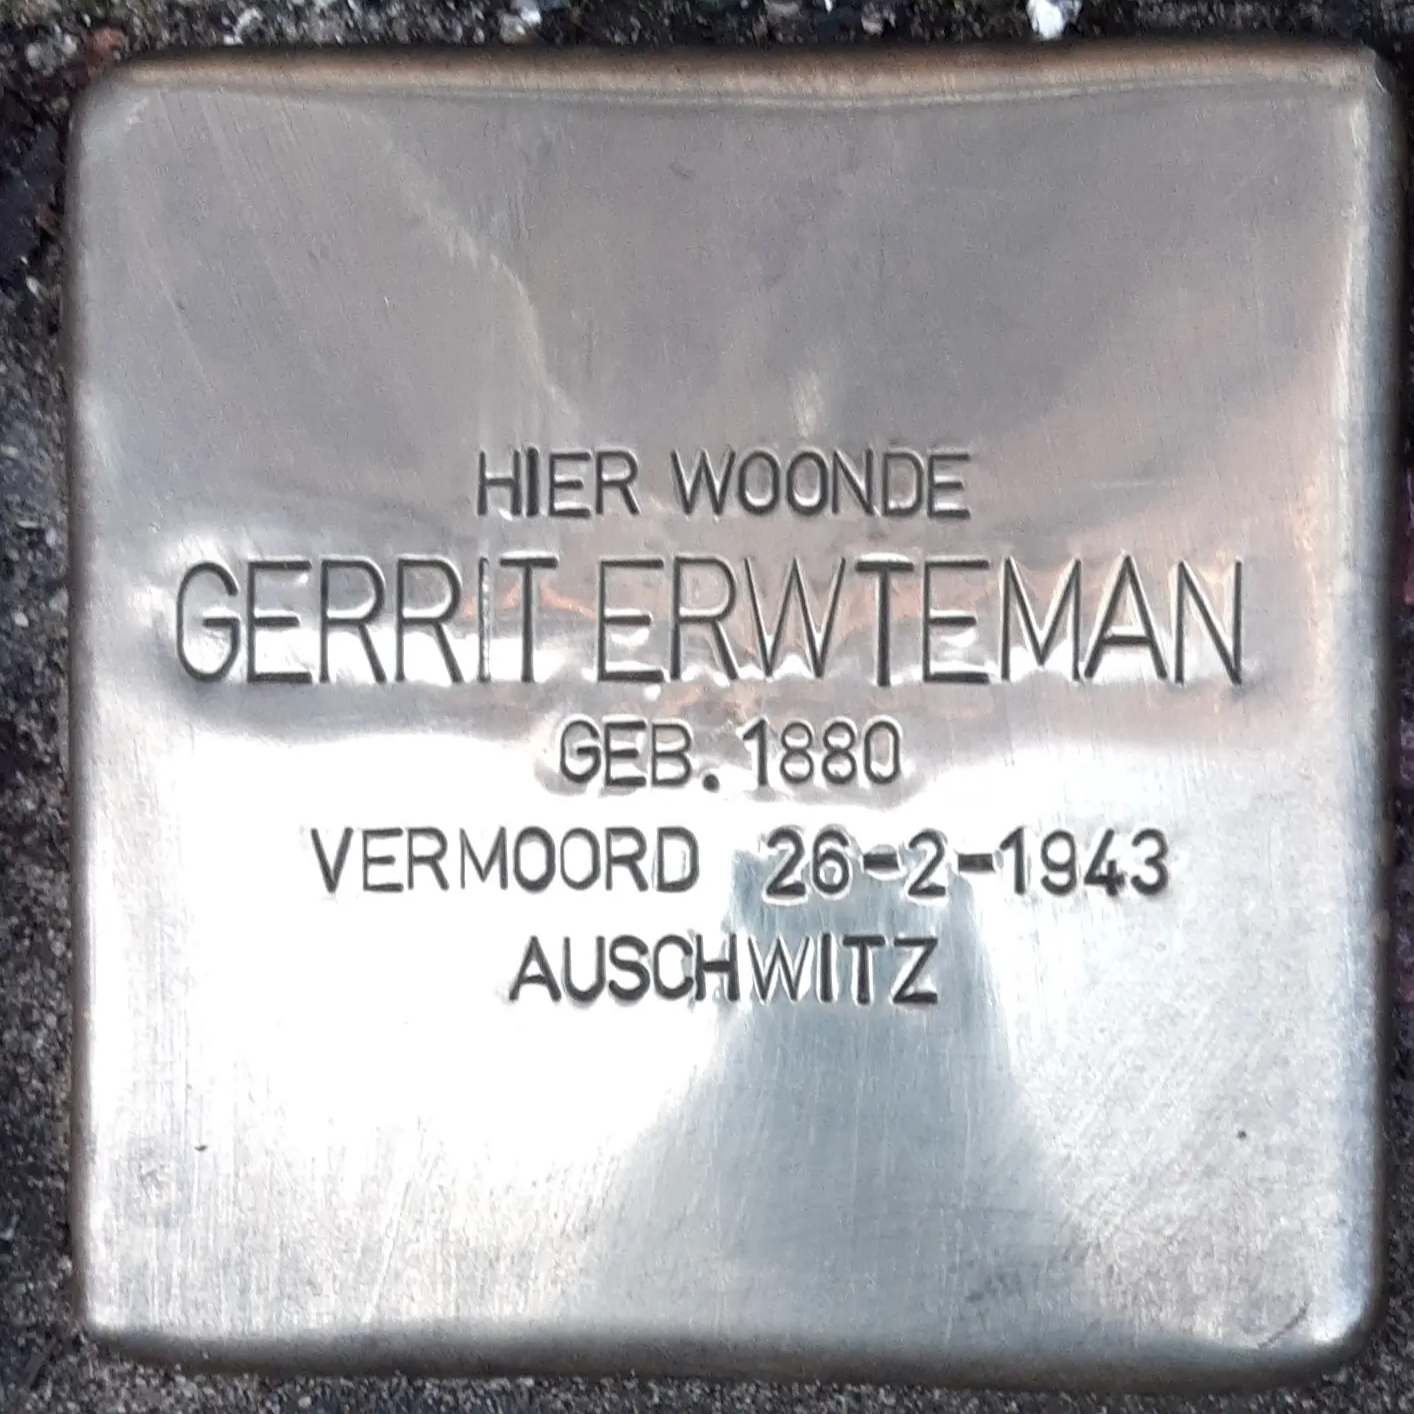 HIER WOONDE
GERRIT ERWTEMAN
GEB. 1880
VERMOORD 26-2-1943
AUSCHWITZ